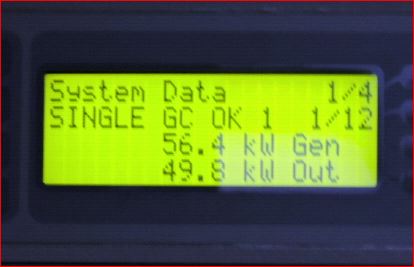 System Data 1/4
SINGLE GC OK 1 1/12
56.4 kW Gen
49.8 kW Out